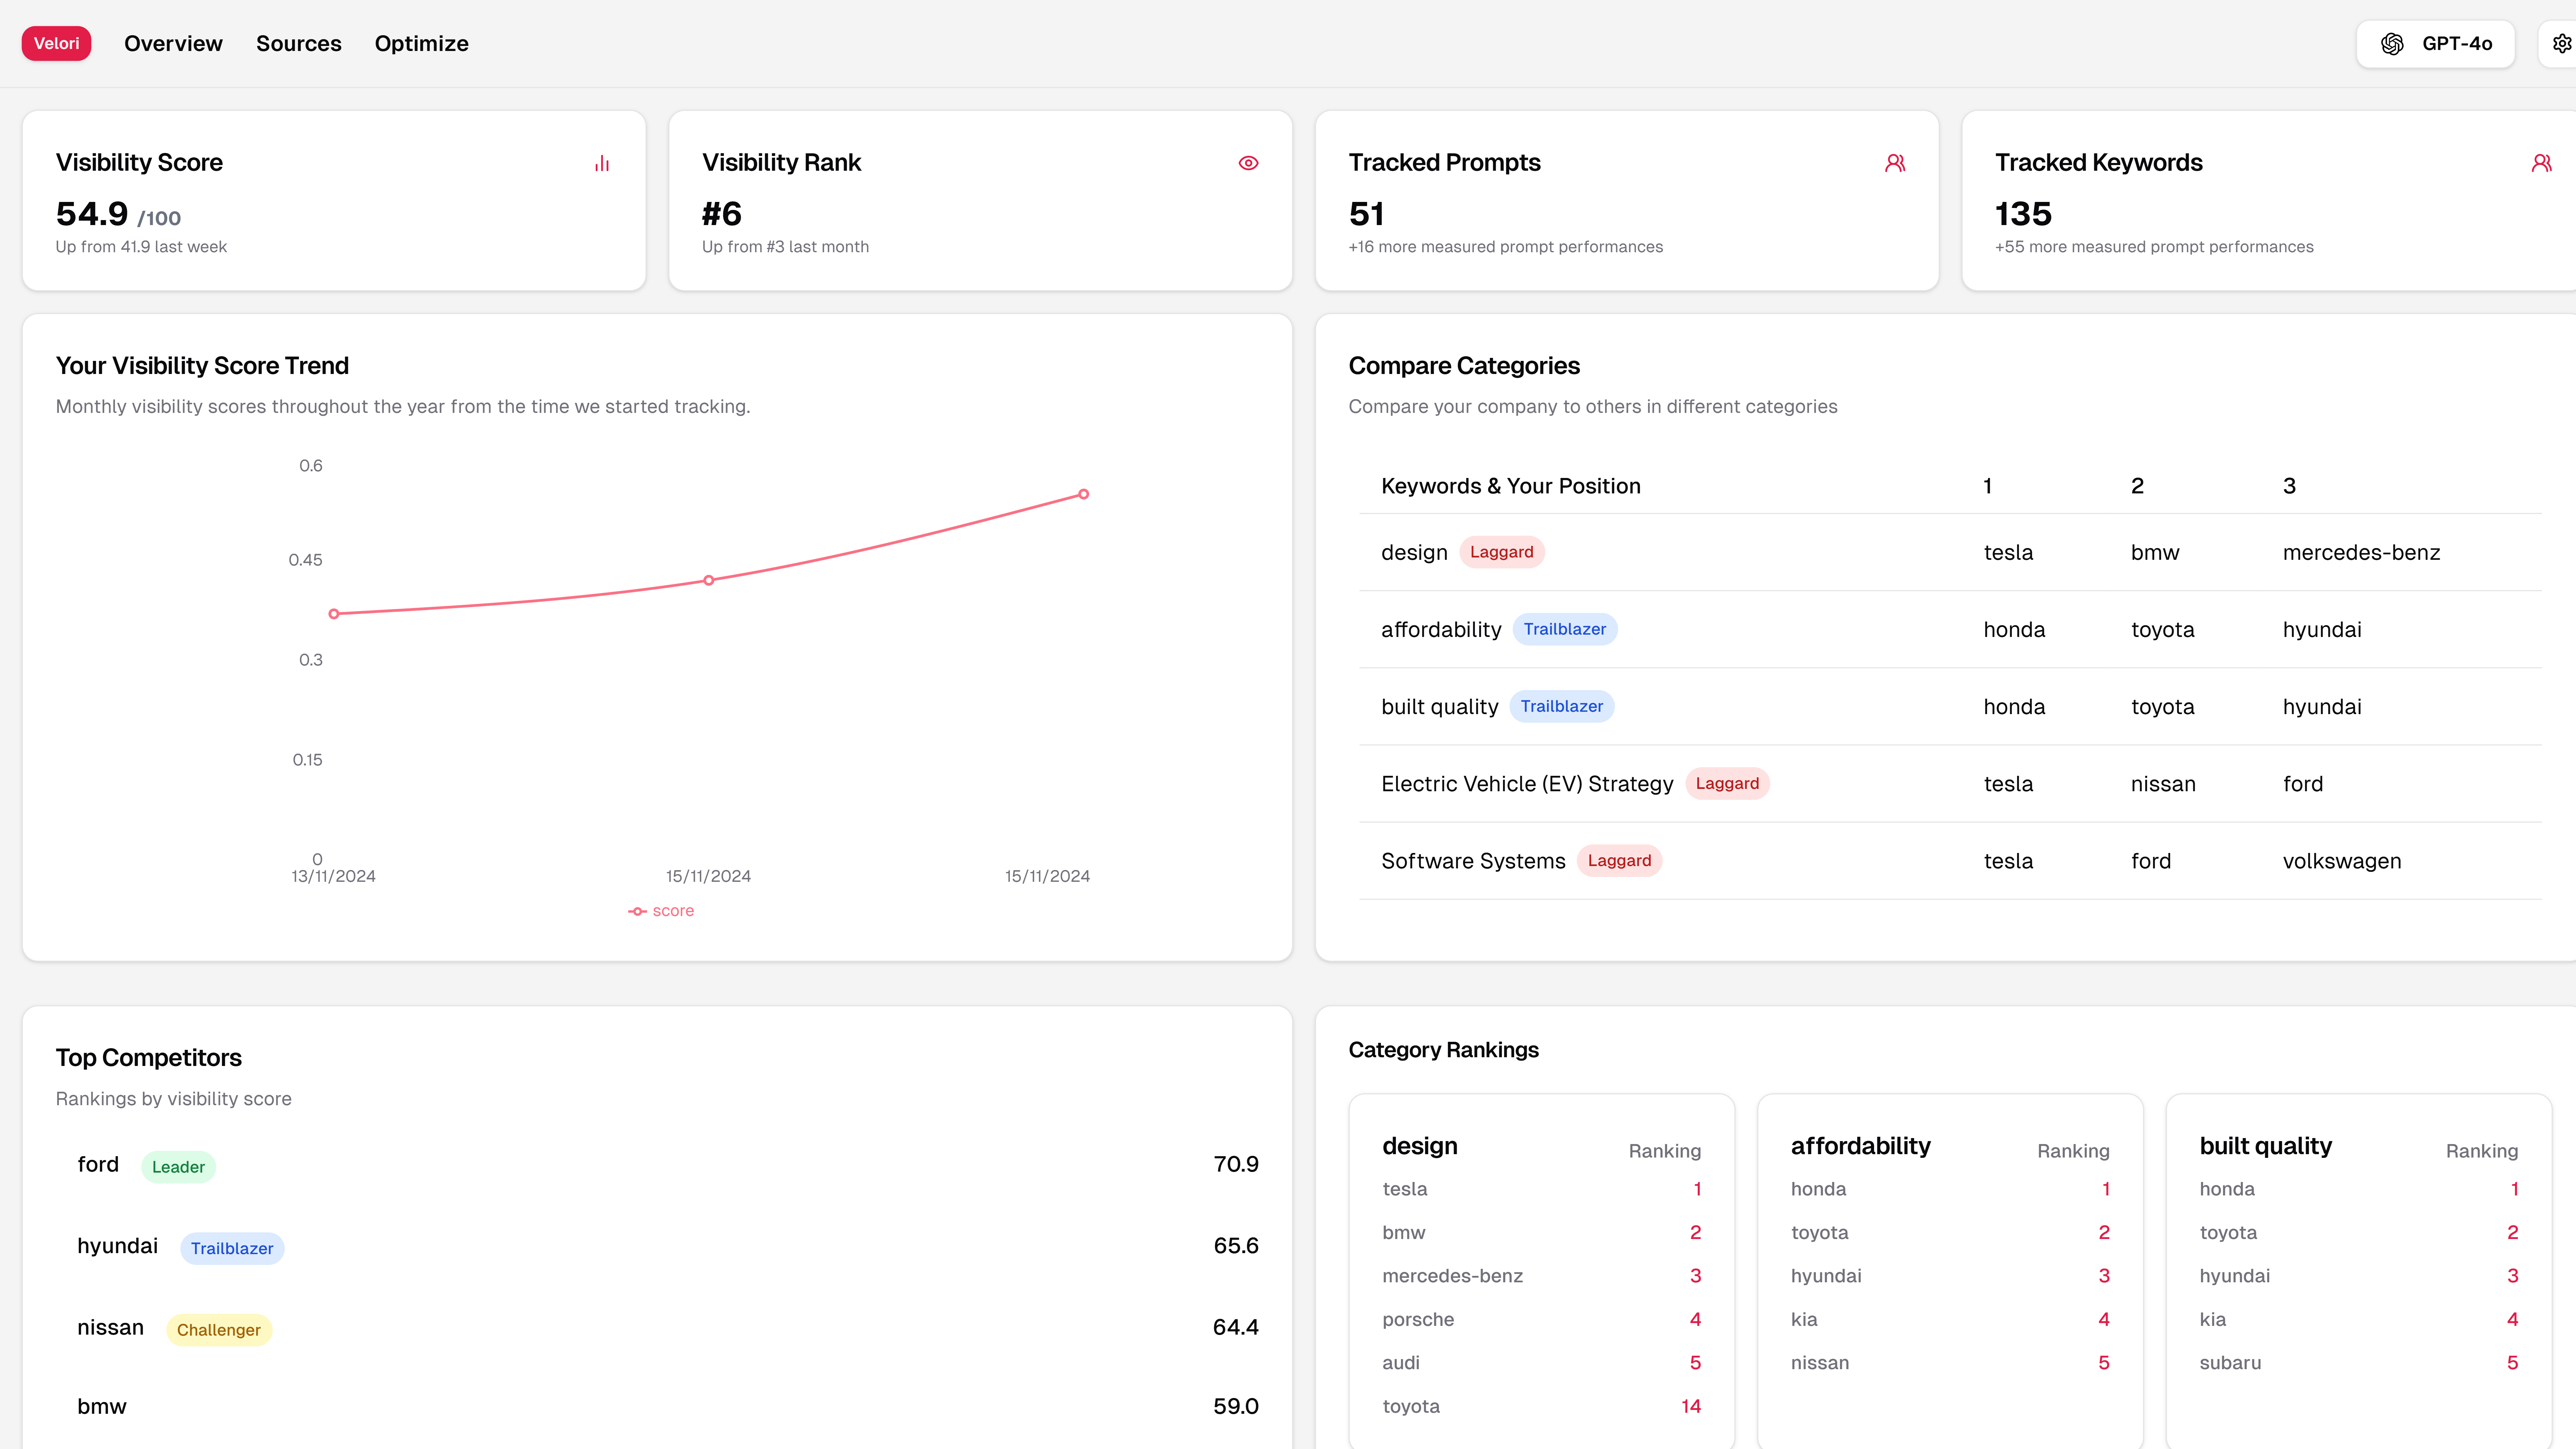 Velori Overview Sources Optimize GPT-4o
Visibility Score
54.9 /100
Up from 41.9 last week
Visibility Rank
#6
Up from #3 last month
Tracked Prompts
51
+16 more measured prompt performances
Tracked Keywords
135
+55 more measured prompt performances
Your Visibility Score Trend
Monthly visibility scores throughout the year from the time we started tracking.
0.6
0.45
0.3
0.15
0
13/11/2024 15/11/2024 15/11/2024
score
Compare Categories
Compare your company to others in different categories
Keywords & Your Position 1 2 3
design Laggard tesla bmw mercedes-benz
affordability Trailblazer honda toyota hyundai
built quality Trailblazer honda toyota hyundai
Electric Vehicle (EV) Strategy Laggard tesla nissan ford
Software Systems Laggard tesla ford volkswagen
Top Competitors
Rankings by visibility score
ford Leader 70.9
hyundai Trailblazer 65.6
nissan Challenger 64.4
bmw 59.0
Category Rankings
design Ranking
tesla 1
bmw 2
mercedes-benz 3
porsche 4
audi 5
toyota 14
affordability Ranking
honda 1
toyota 2
hyundai 3
kia 4
nissan 5
built quality Ranking
honda 1
toyota 2
hyundai 3
kia 4
subaru 5